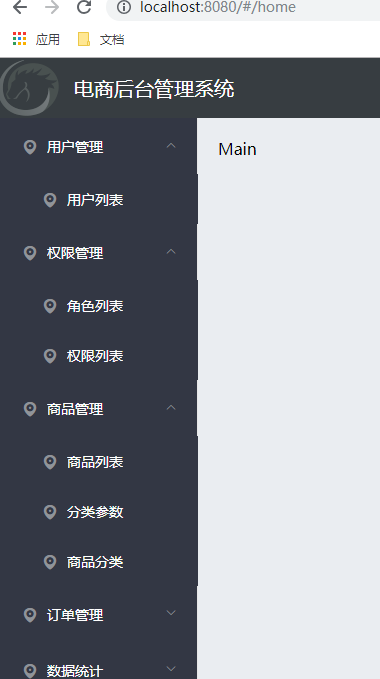 localhost:8080/#/home
应用 文档
电商后台管理系统
用户管理
Main
用户列表
权限管理
角色列表
权限列表
商品管理
商品列表
分类参数
商品分类
订单管理
数据统计